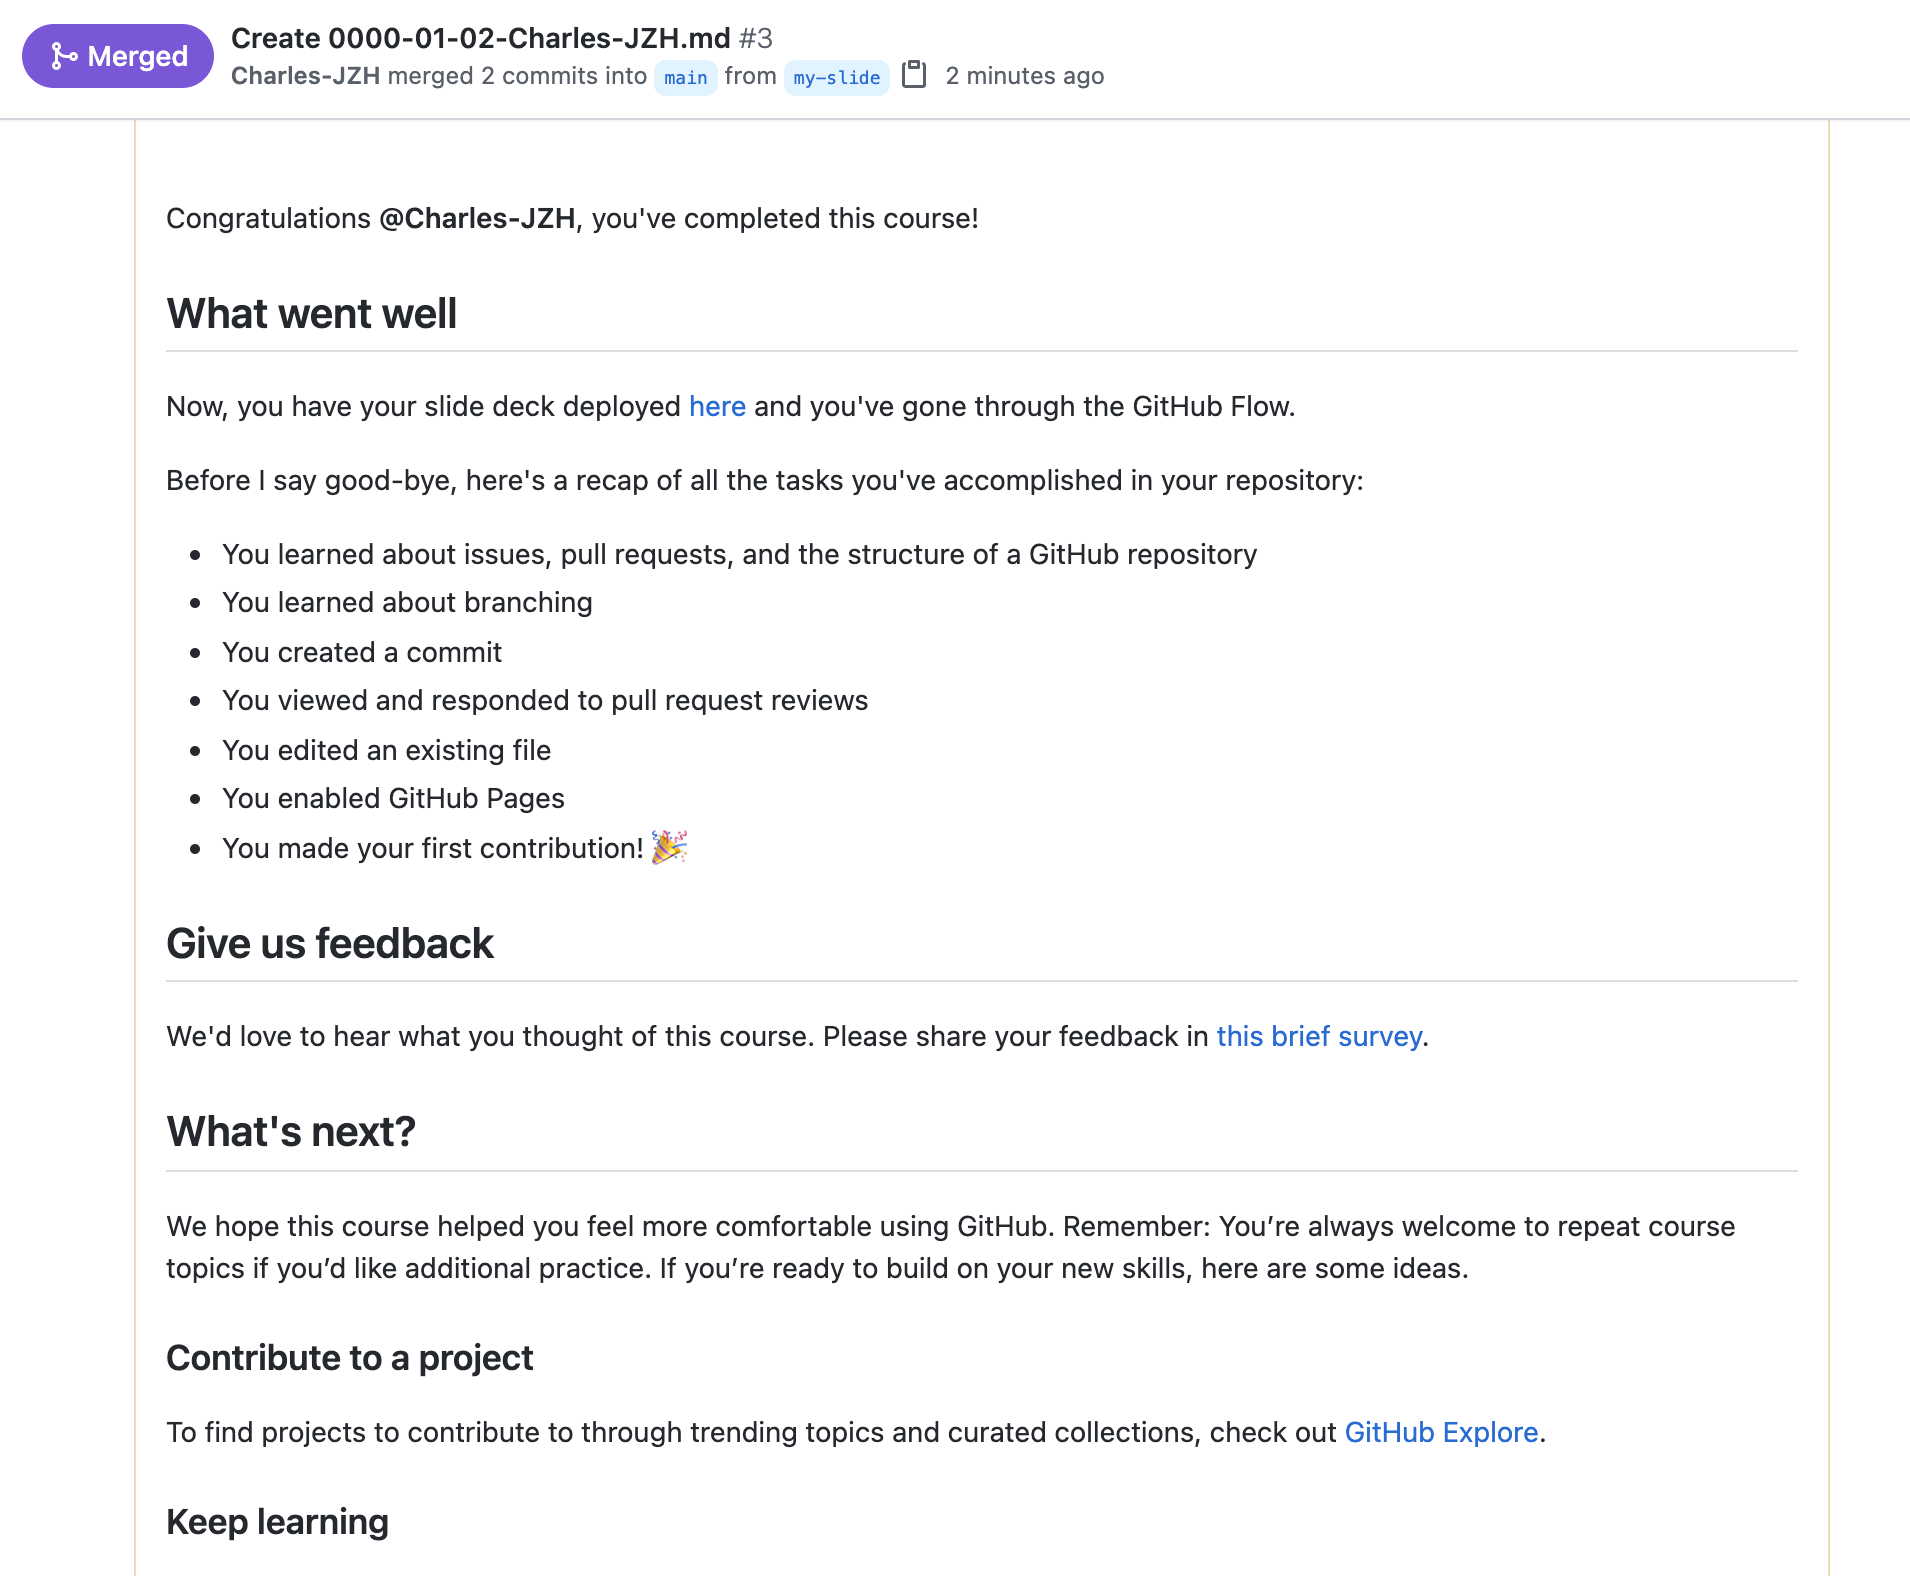 Merged
Create 0000-01-02-Charles-JZH.md #3
Charles-JZH merged 2 commits into main from my-slide 2 minutes ago
Congratulations @Charles-JZH, you've completed this course!
What went well
Now, you have your slide deck deployed here and you've gone through the GitHub Flow.
Before I say good-bye, here's a recap of all the tasks you've accomplished in your repository:
• You learned about issues, pull requests, and the structure of a GitHub repository
• You learned about branching
• You created a commit
• You viewed and responded to pull request reviews
• You edited an existing file
• You enabled GitHub Pages
• You made your first contribution! 🎉
Give us feedback
We'd love to hear what you thought of this course. Please share your feedback in this brief survey.
What's next?
We hope this course helped you feel more comfortable using GitHub. Remember: You’re always welcome to repeat course
topics if you’d like additional practice. If you’re ready to build on your new skills, here are some ideas.
Contribute to a project
To find projects to contribute to through trending topics and curated collections, check out GitHub Explore.
Keep learning